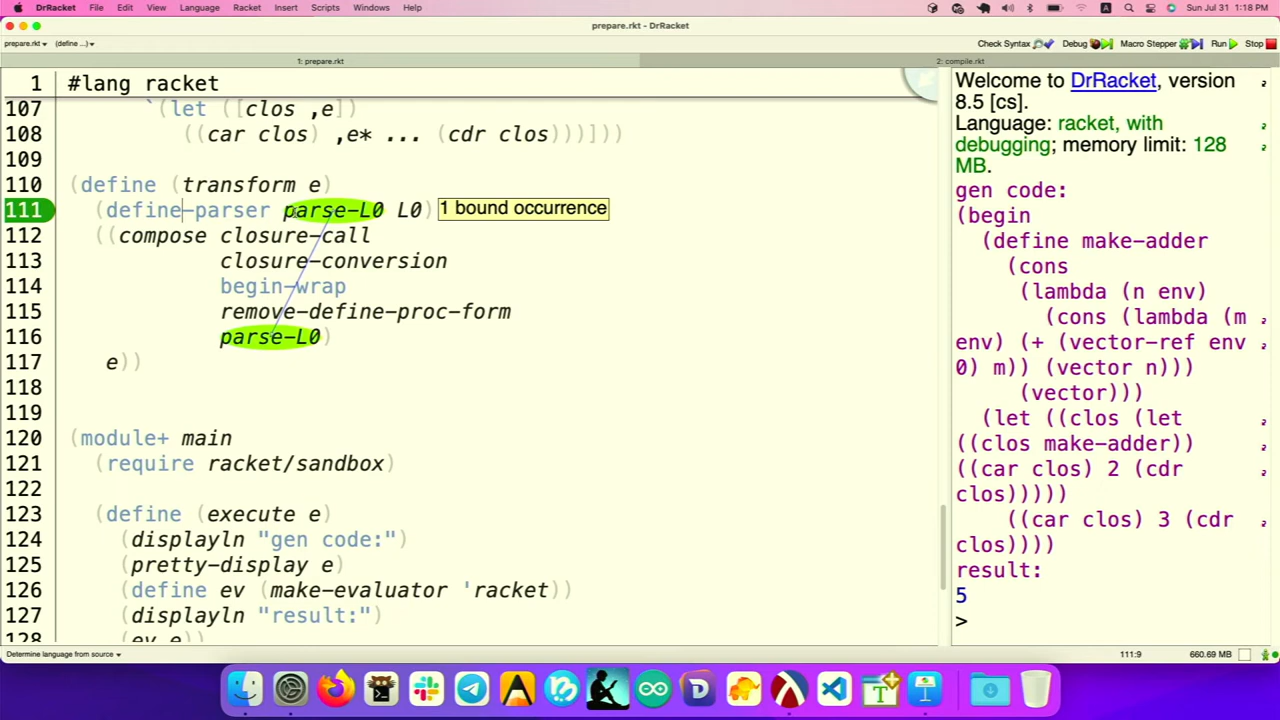 DrRacket File Edit View Language Racket Insert Scripts Windows Help A Sun Jul 31 1:18 PM
prepare.rkt - DrRacket
prepare.rkt (define ...) Check Syntax Debug Macro Stepper Run Stop
1: prepare.rkt 2: compile.rkt
1 #lang racket
107 `(let ([clos ,e])
108 ((car clos) ,e* ... (cdr clos)))]))
109
110 (define (transform e)
111 (define-parser parse-L0 L0) 1 bound occurrence
112 ((compose closure-call
113 closure-conversion
114 begin-wrap
115 remove-define-proc-form
116 parse-L0)
117 e))
118
119
120 (module+ main
121 (require racket/sandbox)
122
123 (define (execute e)
124 (displayln "gen code:")
125 (pretty-display e)
126 (define ev (make-evaluator 'racket))
127 (displayln "result:")
128 (ev e))
Welcome to DrRacket, version
8.5 [cs].
Language: racket, with
debugging; memory limit: 128
MB.
gen code:
(begin
(define make-adder
(cons
(lambda (n env)
(cons (lambda (m
env) (+ (vector-ref env
0) m)) (vector n)))
(vector)))
(let ((clos (let
((clos make-adder))
((car clos) 2 (cdr
clos)))))
((car clos) 3 (cdr
clos))))
result:
5
>
Determine language from source 111:9 660.69 MB